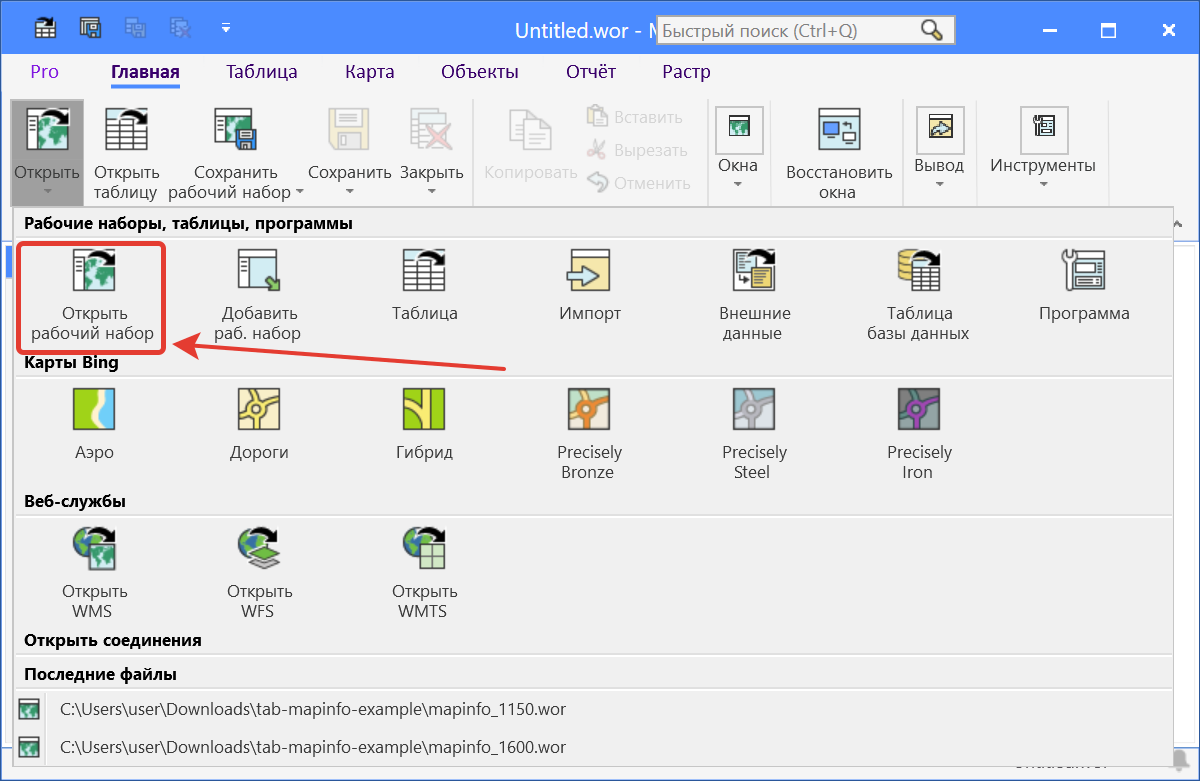 Untitled.wor - 
Быстрый поиск (Ctrl+Q)
Pro Главная Таблица Карта Объекты Отчёт Растр
Открыть
Открыть
таблицу
Сохранить
рабочий набор
Сохранить
Закрыть
Копировать
Вставить
Вырезать
Отменить
Окна
Восстановить
окна
Вывод
Инструменты
Рабочие наборы, таблицы, программы
Открыть
рабочий набор
Добавить
раб. набор
Таблица
Импорт
Внешние
данные
Таблица
базы данных
Программа
Карты Bing
Аэро
Дороги
Гибрид
Precisely
Bronze
Precisely
Steel
Precisely
Iron
Веб-службы
Открыть
WMS
Открыть
WFS
Открыть
WMTS
Открыть соединения
Последние файлы
C:\Users\user\Downloads\tab-mapinfo-example\mapinfo_1150.wor
C:\Users\user\Downloads\tab-mapinfo-example\mapinfo_1600.wor